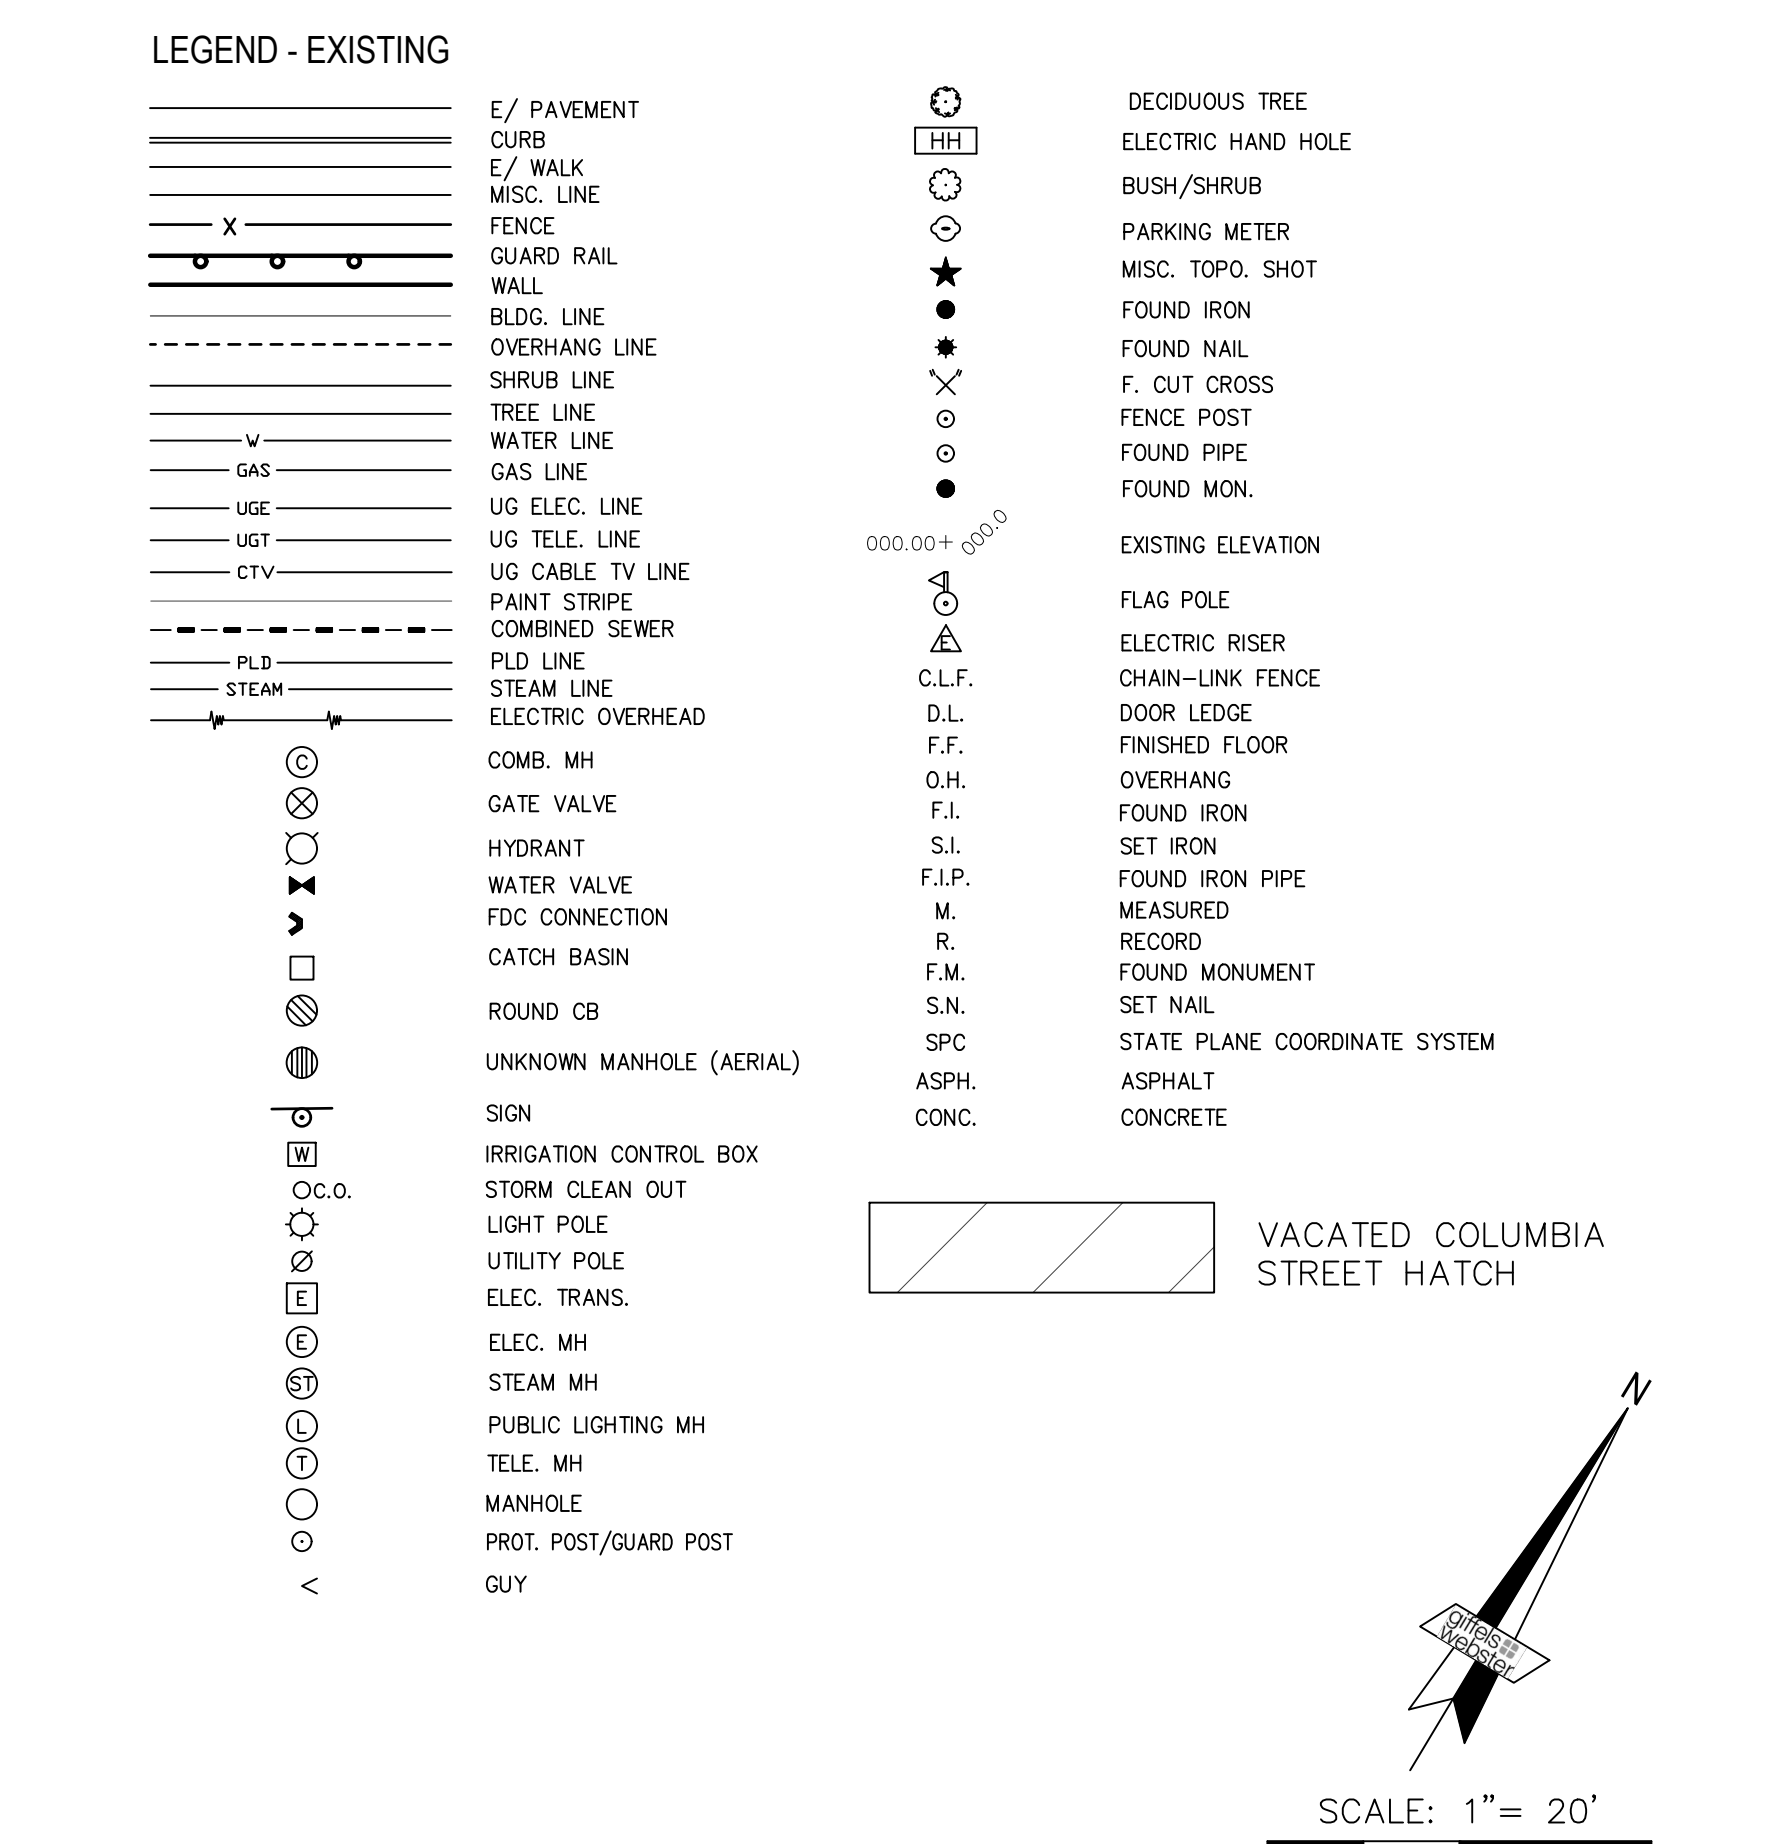 LEGEND - EXISTING
E/ PAVEMENT
CURB
E/ WALK
MISC. LINE
X FENCE
GUARD RAIL
WALL
BLDG. LINE
OVERHANG LINE
SHRUB LINE
TREE LINE
W WATER LINE
GAS GAS LINE
UGE UG ELEC. LINE
UGT UG TELE. LINE
CTV UG CABLE TV LINE
PAINT STRIPE
COMBINED SEWER
PLD PLD LINE
STEAM STEAM LINE
ELECTRIC OVERHEAD
C COMB. MH
GATE VALVE
HYDRANT
WATER VALVE
FDC CONNECTION
CATCH BASIN
ROUND CB
UNKNOWN MANHOLE (AERIAL)
SIGN
W IRRIGATION CONTROL BOX
C.O. STORM CLEAN OUT
LIGHT POLE
UTILITY POLE
E ELEC. TRANS.
E ELEC. MH
ST STEAM MH
L PUBLIC LIGHTING MH
T TELE. MH
MANHOLE
PROT. POST/GUARD POST
GUY
DECIDUOUS TREE
HH ELECTRIC HAND HOLE
BUSH/SHRUB
PARKING METER
MISC. TOPO. SHOT
FOUND IRON
FOUND NAIL
F. CUT CROSS
FENCE POST
FOUND PIPE
FOUND MON.
000.00+ 000.0 EXISTING ELEVATION
FLAG POLE
E ELECTRIC RISER
C.L.F. CHAIN-LINK FENCE
D.L. DOOR LEDGE
F.F. FINISHED FLOOR
O.H. OVERHANG
F.I. FOUND IRON
S.I. SET IRON
F.I.P. FOUND IRON PIPE
M. MEASURED
R. RECORD
F.M. FOUND MONUMENT
S.N. SET NAIL
SPC STATE PLANE COORDINATE SYSTEM
ASPH. ASPHALT
CONC. CONCRETE
VACATED COLUMBIA
STREET HATCH
N
giffels
webster
SCALE: 1"= 20'